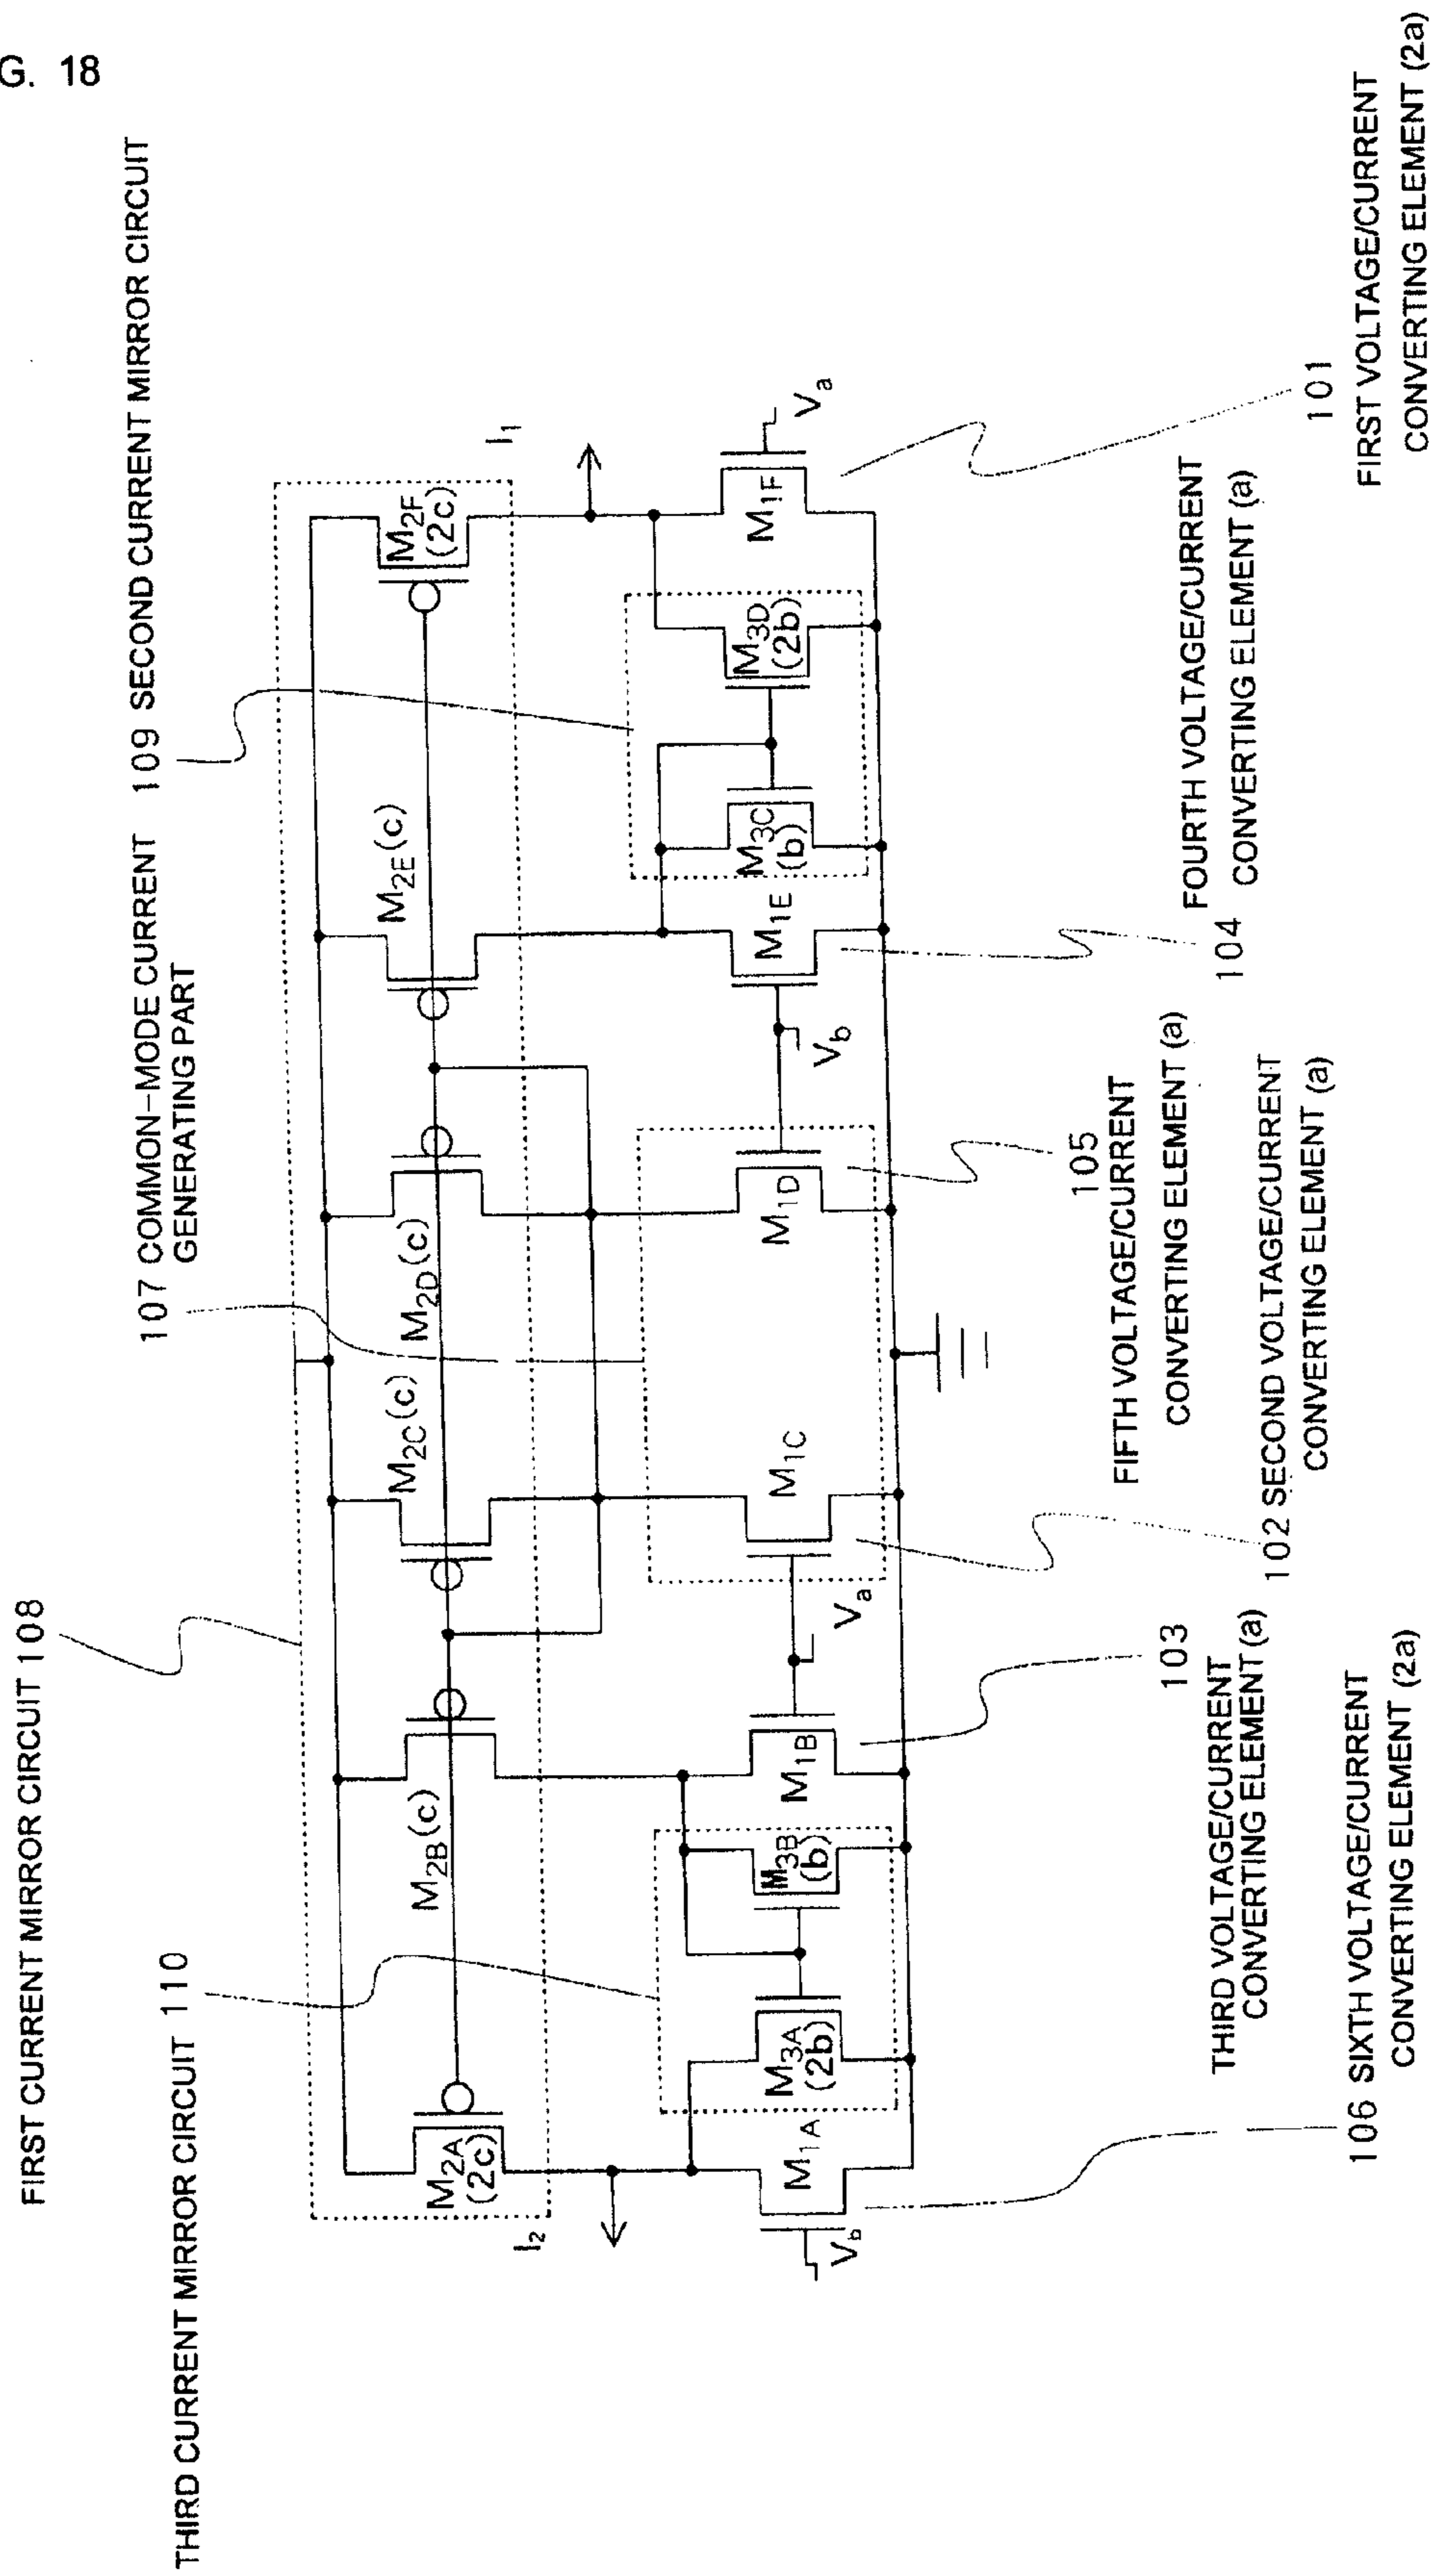 G. 18
FIRST CURRENT MIRROR CIRCUIT 108
THIRD CURRENT MIRROR CIRCUIT 110
107 COMMON-MODE CURRENT
GENERATING PART
109 SECOND CURRENT MIRROR CIRCUIT
M2A
(2c)
M2B(c)
M2C(c)
M2D(c)
M2E(c)
M2F
(2c)
I2
I1
M1A
M3A
(2b)
M3B
(b)
M1B
M1C
M1D
M1E
M3C
(b)
M3D
(2b)
M1F
Vb
Va
Vb
Va
106 SIXTH VOLTAGE/CURRENT
CONVERTING ELEMENT (2a)
103
THIRD VOLTAGE/CURRENT
CONVERTING ELEMENT (a)
102 SECOND VOLTAGE/CURRENT
CONVERTING ELEMENT (a)
105
FIFTH VOLTAGE/CURRENT
CONVERTING ELEMENT (a)
104
FOURTH VOLTAGE/CURRENT
CONVERTING ELEMENT (a)
101
FIRST VOLTAGE/CURRENT
CONVERTING ELEMENT (2a)